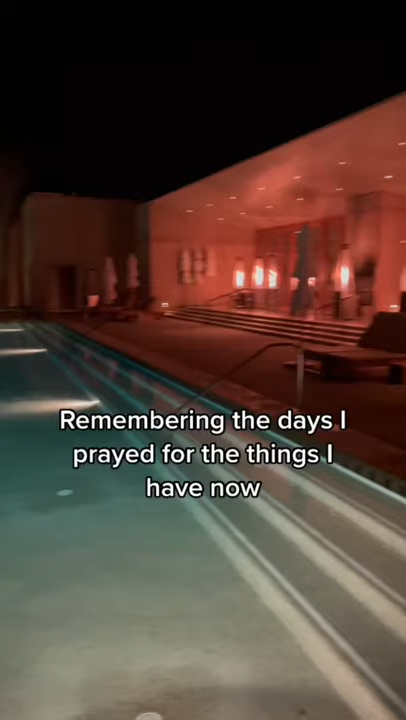 Remembering the days I
prayed for the things I
have now